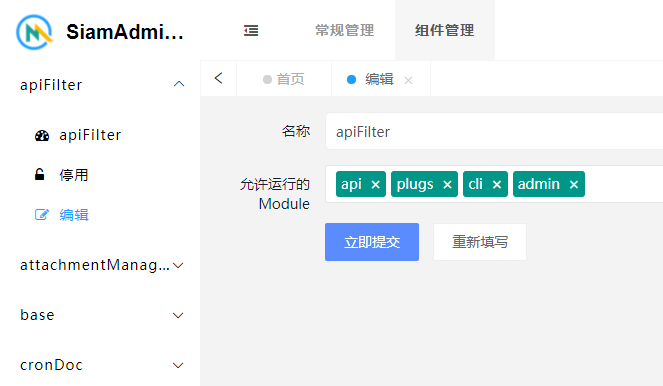 SiamAdmi...
常规管理
组件管理
apiFilter
首页
编辑
apiFilter
停用
编辑
attachmentManag...
base
cronDoc
名称
apiFilter
允许运行的
Module
api × plugs × cli × admin ×
立即提交
重新填写